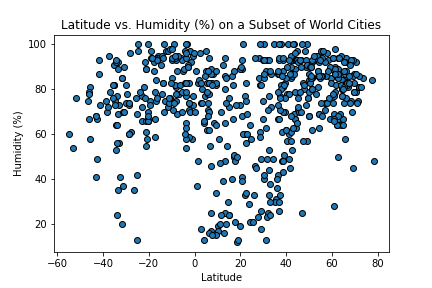 Latitude vs. Humidity (%) on a Subset of World Cities
100
80
60
40
20
Humidity (%)
−60 −40 −20 0 20 40 60 80
Latitude